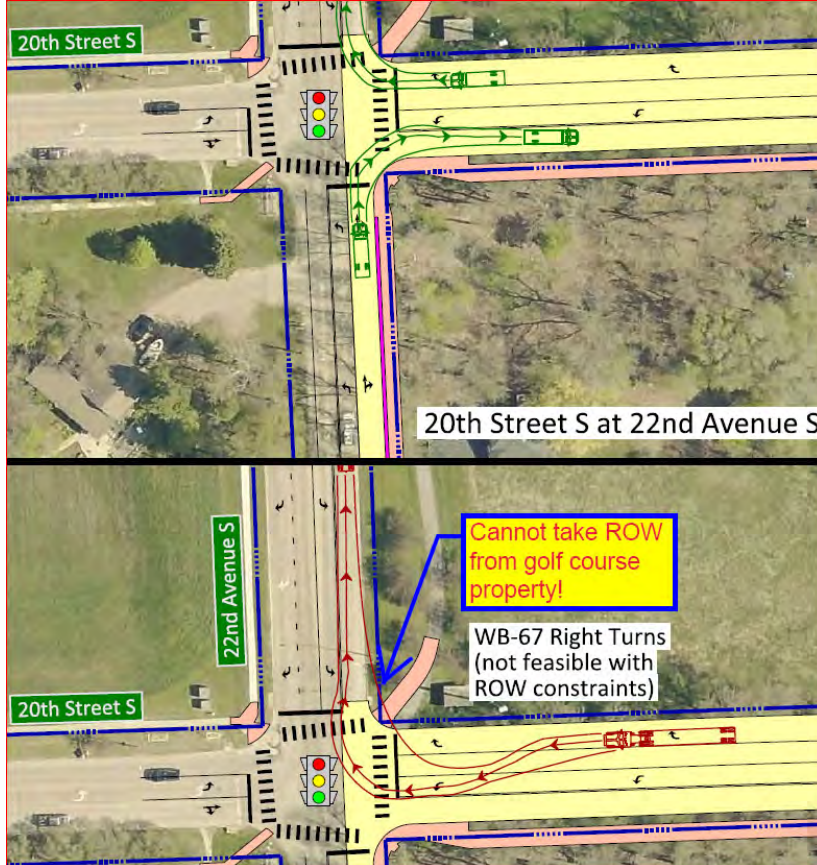 20th Street S
20th Street S at 22nd Avenue S
22nd Avenue S
Cannot take ROW
from golf course
property!
WB-67 Right Turns
(not feasible with
ROW constraints)
20th Street S